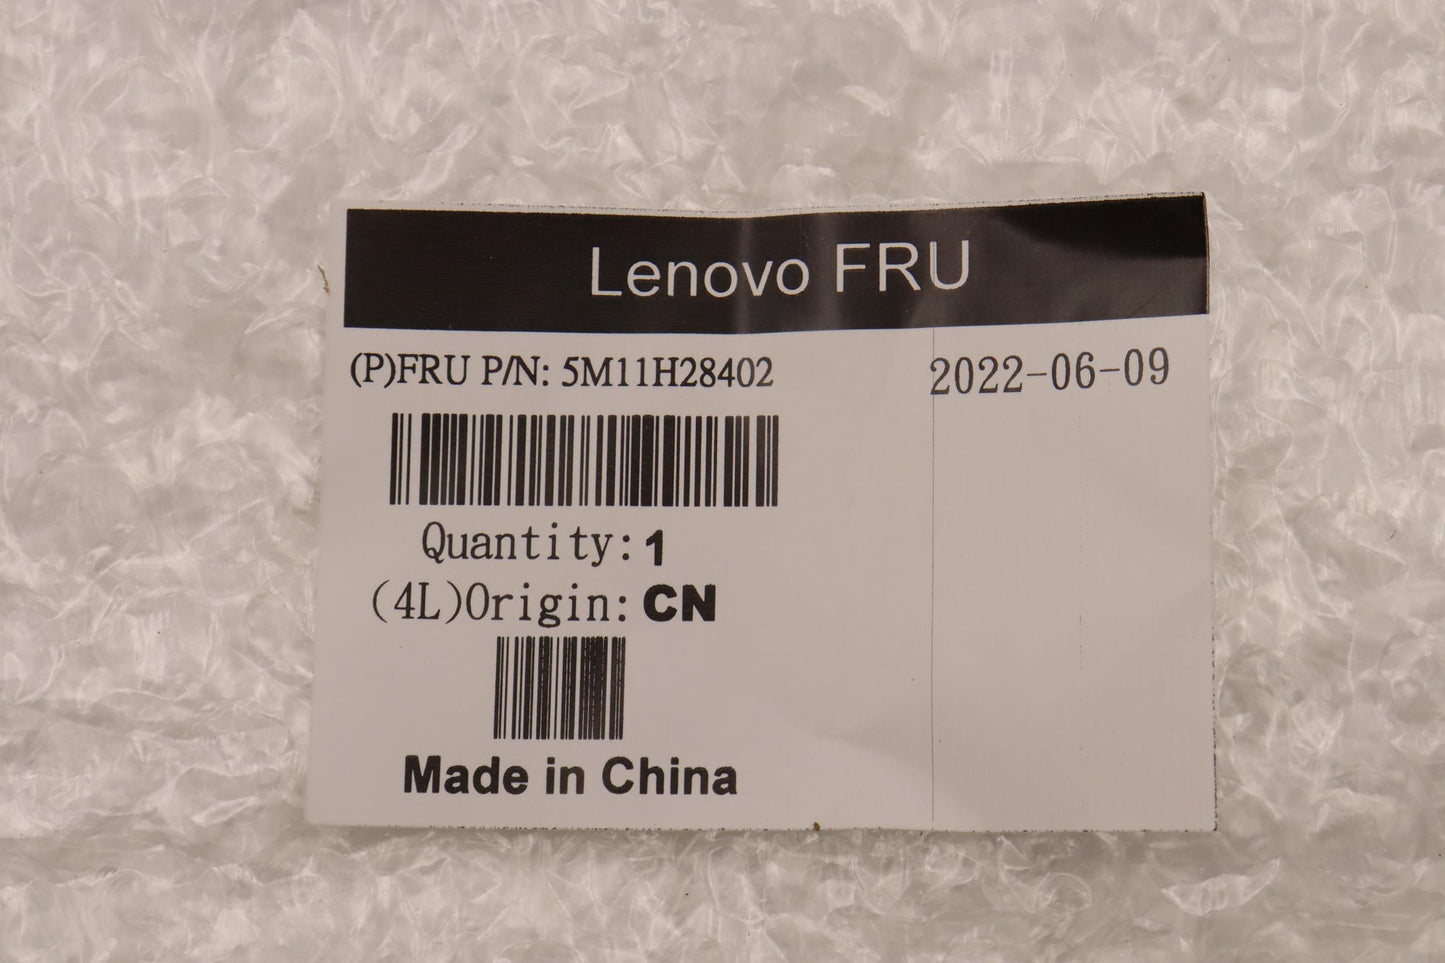 Lenovo FRU
(P)FRU P/N: 5M11H28402 2022-06-09
Quantity: 1
(4L)Origin: CN
Made in China